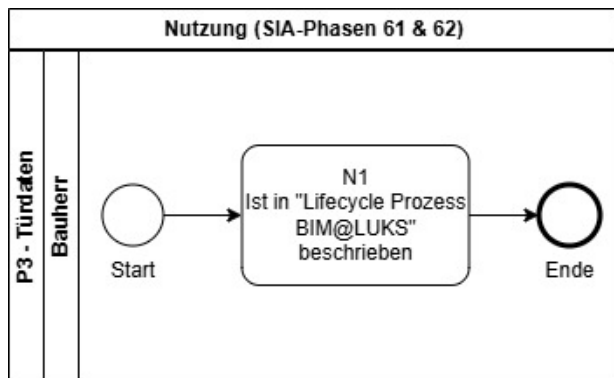 Nutzung (SIA-Phasen 61 & 62)
P3 - Türdaten
Bauherr
Start
N1
Ist in "Lifecycle Prozess
BIM@LUKS"
beschrieben
Ende